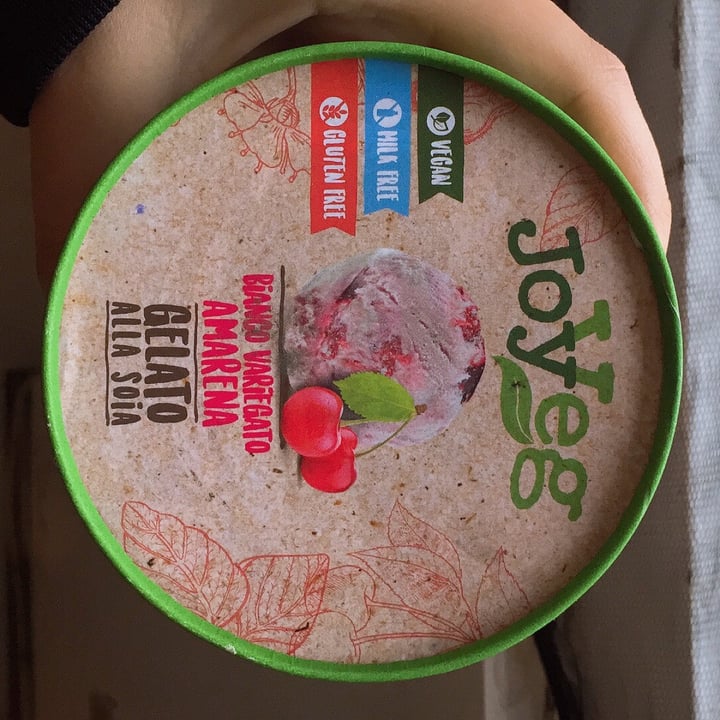 JoyVeg
VEGAN
MILK FREE
GLUTEN FREE
BIANCO VARIEGATO
AMARENA
GELATO
ALLA SOIA